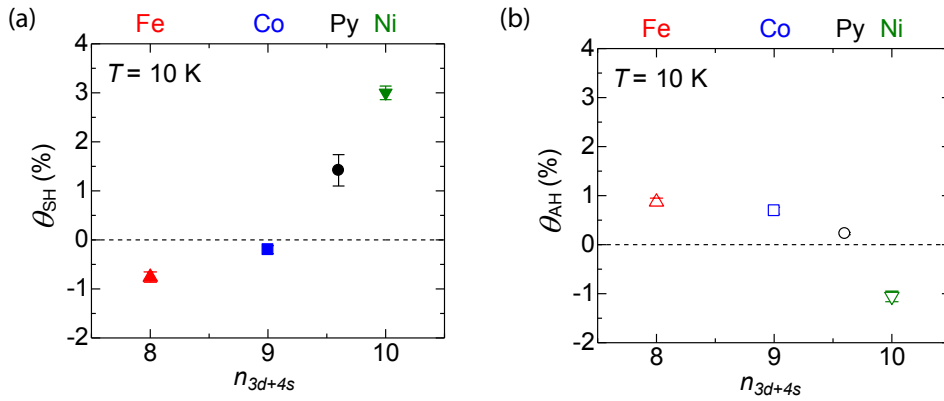 (a)
Fe Co Py Ni
T = 10 K
4
3
2
1
0
-1
-2
θSH (%)
8 9 10
n3d+4s
(b)
Fe Co Py Ni
T = 10 K
4
3
2
1
0
-1
-2
θAH (%)
8 9 10
n3d+4s